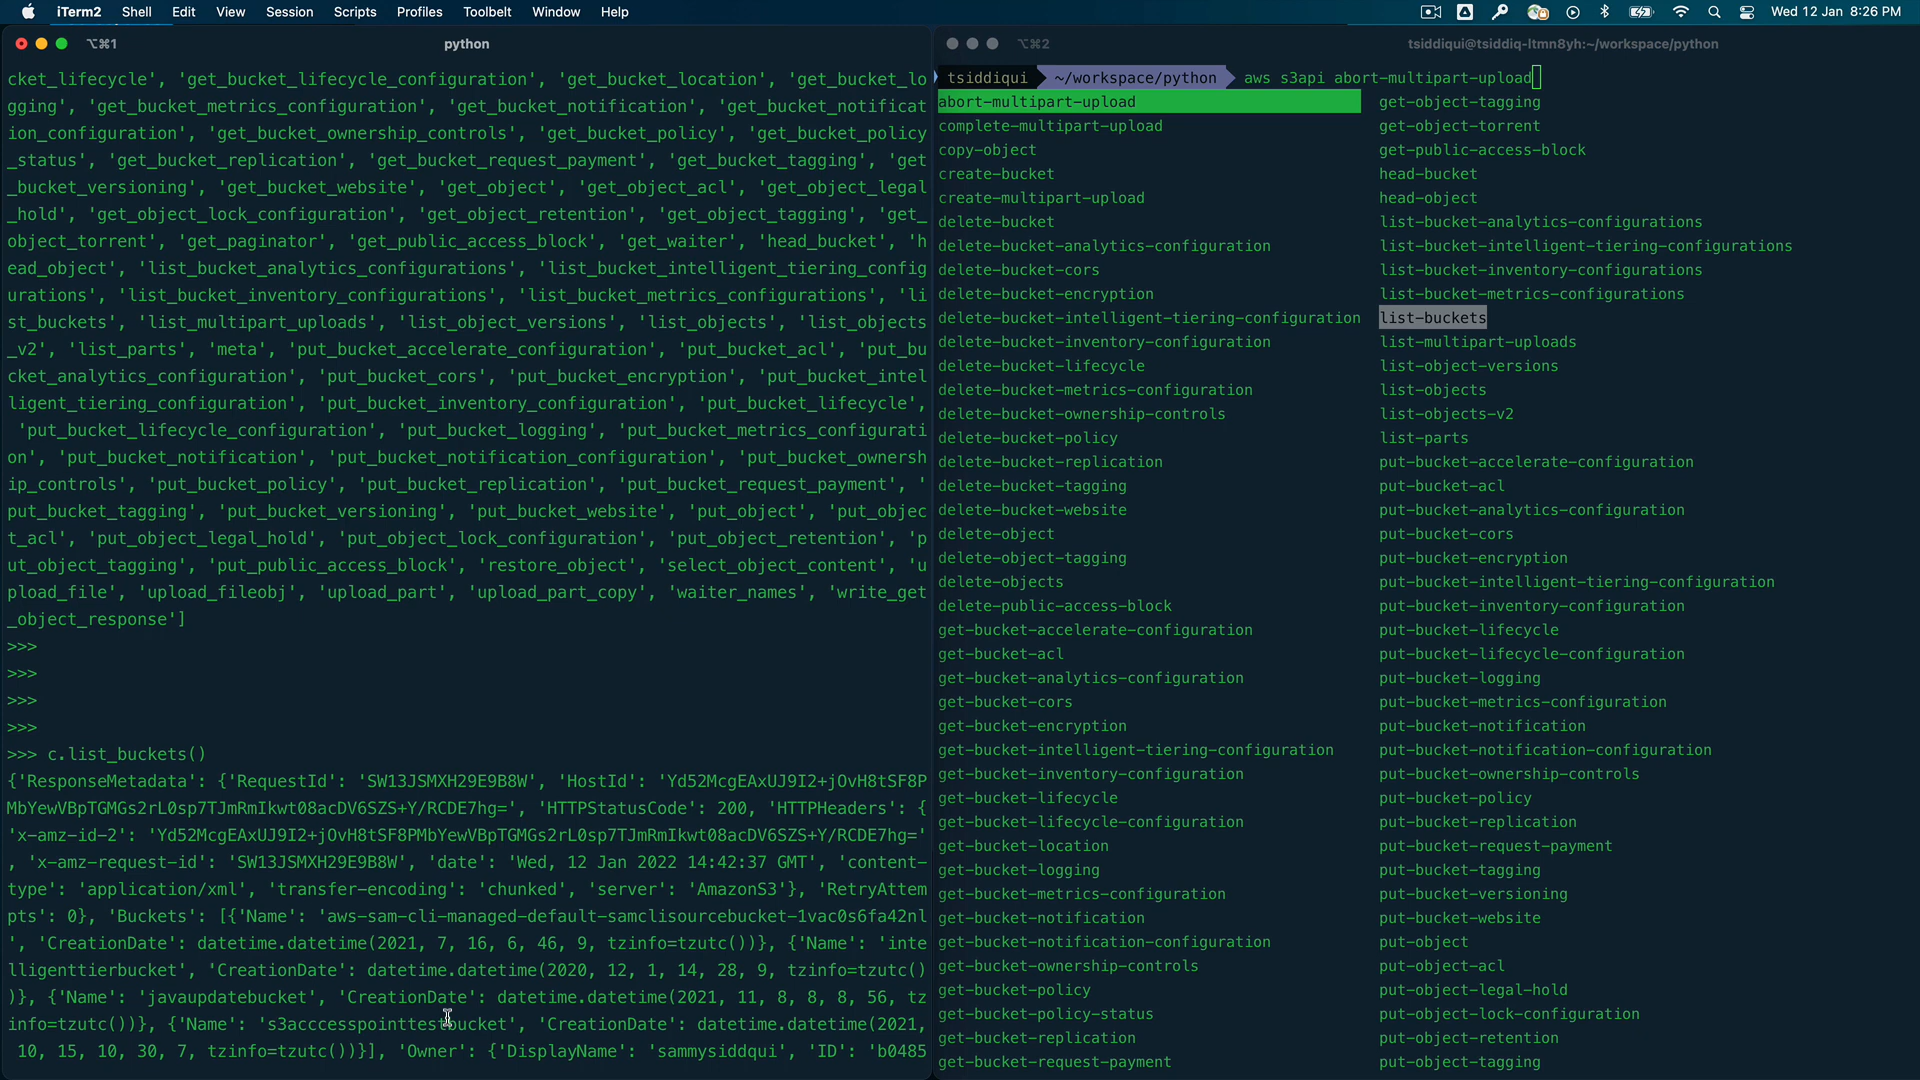 iTerm2 Shell Edit View Session Scripts Profiles Toolbelt Window Help Wed 12 Jan 8:26 PM
⌥⌘1 python
cket_lifecycle', 'get_bucket_lifecycle_configuration', 'get_bucket_location', 'get_bucket_lo
gging', 'get_bucket_metrics_configuration', 'get_bucket_notification', 'get_bucket_notificat
ion_configuration', 'get_bucket_ownership_controls', 'get_bucket_policy', 'get_bucket_policy
_status', 'get_bucket_replication', 'get_bucket_request_payment', 'get_bucket_tagging', 'get
_bucket_versioning', 'get_bucket_website', 'get_object', 'get_object_acl', 'get_object_legal
_hold', 'get_object_lock_configuration', 'get_object_retention', 'get_object_tagging', 'get_
object_torrent', 'get_paginator', 'get_public_access_block', 'get_waiter', 'head_bucket', 'h
ead_object', 'list_bucket_analytics_configurations', 'list_bucket_intelligent_tiering_config
urations', 'list_bucket_inventory_configurations', 'list_bucket_metrics_configurations', 'li
st_buckets', 'list_multipart_uploads', 'list_object_versions', 'list_objects', 'list_objects
_v2', 'list_parts', 'meta', 'put_bucket_accelerate_configuration', 'put_bucket_acl', 'put_bu
cket_analytics_configuration', 'put_bucket_cors', 'put_bucket_encryption', 'put_bucket_intel
ligent_tiering_configuration', 'put_bucket_inventory_configuration', 'put_bucket_lifecycle',
'put_bucket_lifecycle_configuration', 'put_bucket_logging', 'put_bucket_metrics_configurati
on', 'put_bucket_notification', 'put_bucket_notification_configuration', 'put_bucket_ownersh
ip_controls', 'put_bucket_policy', 'put_bucket_replication', 'put_bucket_request_payment', '
put_bucket_tagging', 'put_bucket_versioning', 'put_bucket_website', 'put_object', 'put_objec
t_acl', 'put_object_legal_hold', 'put_object_lock_configuration', 'put_object_retention', 'p
ut_object_tagging', 'put_public_access_block', 'restore_object', 'select_object_content', 'u
pload_file', 'upload_fileobj', 'upload_part', 'upload_part_copy', 'waiter_names', 'write_get
_object_response']
>>>
>>>
>>>
>>>
>>> c.list_buckets()
{'ResponseMetadata': {'RequestId': 'SW13JSMXH29E9B8W', 'HostId': 'Yd52McgEAxUJ9I2+jOvH8tSF8P
MbYewVBpTGMGs2rL0sp7TJmRmIkwt08acDV6SZS+Y/RCDE7hg=', 'HTTPStatusCode': 200, 'HTTPHeaders': {
'x-amz-id-2': 'Yd52McgEAxUJ9I2+jOvH8tSF8PMbYewVBpTGMGs2rL0sp7TJmRmIkwt08acDV6SZS+Y/RCDE7hg='
, 'x-amz-request-id': 'SW13JSMXH29E9B8W', 'date': 'Wed, 12 Jan 2022 14:42:37 GMT', 'content-
type': 'application/xml', 'transfer-encoding': 'chunked', 'server': 'AmazonS3'}, 'RetryAttem
pts': 0}, 'Buckets': [{'Name': 'aws-sam-cli-managed-default-samclisourcebucket-1vac0s6fa42nl
', 'CreationDate': datetime.datetime(2021, 7, 16, 6, 46, 9, tzinfo=tzutc())}, {'Name': 'inte
lligenttierbucket', 'CreationDate': datetime.datetime(2020, 12, 1, 14, 28, 9, tzinfo=tzutc()
)}, {'Name': 'javaupdatebucket', 'CreationDate': datetime.datetime(2021, 11, 8, 8, 8, 56, tz
info=tzutc())}, {'Name': 's3acccesspointtestbucket', 'CreationDate': datetime.datetime(2021,
10, 15, 10, 30, 7, tzinfo=tzutc())}], 'Owner': {'DisplayName': 'sammysiddqui', 'ID': 'b0485
⌥⌘2 tsiddiqui@tsiddiq-ltmn8yh:~/workspace/python
tsiddiqui ~/workspace/python aws s3api abort-multipart-upload
abort-multipart-upload get-object-tagging
complete-multipart-upload get-object-torrent
copy-object get-public-access-block
create-bucket head-bucket
create-multipart-upload head-object
delete-bucket list-bucket-analytics-configurations
delete-bucket-analytics-configuration list-bucket-intelligent-tiering-configurations
delete-bucket-cors list-bucket-inventory-configurations
delete-bucket-encryption list-bucket-metrics-configurations
delete-bucket-intelligent-tiering-configuration list-buckets
delete-bucket-inventory-configuration list-multipart-uploads
delete-bucket-lifecycle list-object-versions
delete-bucket-metrics-configuration list-objects
delete-bucket-ownership-controls list-objects-v2
delete-bucket-policy list-parts
delete-bucket-replication put-bucket-accelerate-configuration
delete-bucket-tagging put-bucket-acl
delete-bucket-website put-bucket-analytics-configuration
delete-object put-bucket-cors
delete-object-tagging put-bucket-encryption
delete-objects put-bucket-intelligent-tiering-configuration
delete-public-access-block put-bucket-inventory-configuration
get-bucket-accelerate-configuration put-bucket-lifecycle
get-bucket-acl put-bucket-lifecycle-configuration
get-bucket-analytics-configuration put-bucket-logging
get-bucket-cors put-bucket-metrics-configuration
get-bucket-encryption put-bucket-notification
get-bucket-intelligent-tiering-configuration put-bucket-notification-configuration
get-bucket-inventory-configuration put-bucket-ownership-controls
get-bucket-lifecycle put-bucket-policy
get-bucket-lifecycle-configuration put-bucket-replication
get-bucket-location put-bucket-request-payment
get-bucket-logging put-bucket-tagging
get-bucket-metrics-configuration put-bucket-versioning
get-bucket-notification put-bucket-website
get-bucket-notification-configuration put-object
get-bucket-ownership-controls put-object-acl
get-bucket-policy put-object-legal-hold
get-bucket-policy-status put-object-lock-configuration
get-bucket-replication put-object-retention
get-bucket-request-payment put-object-tagging